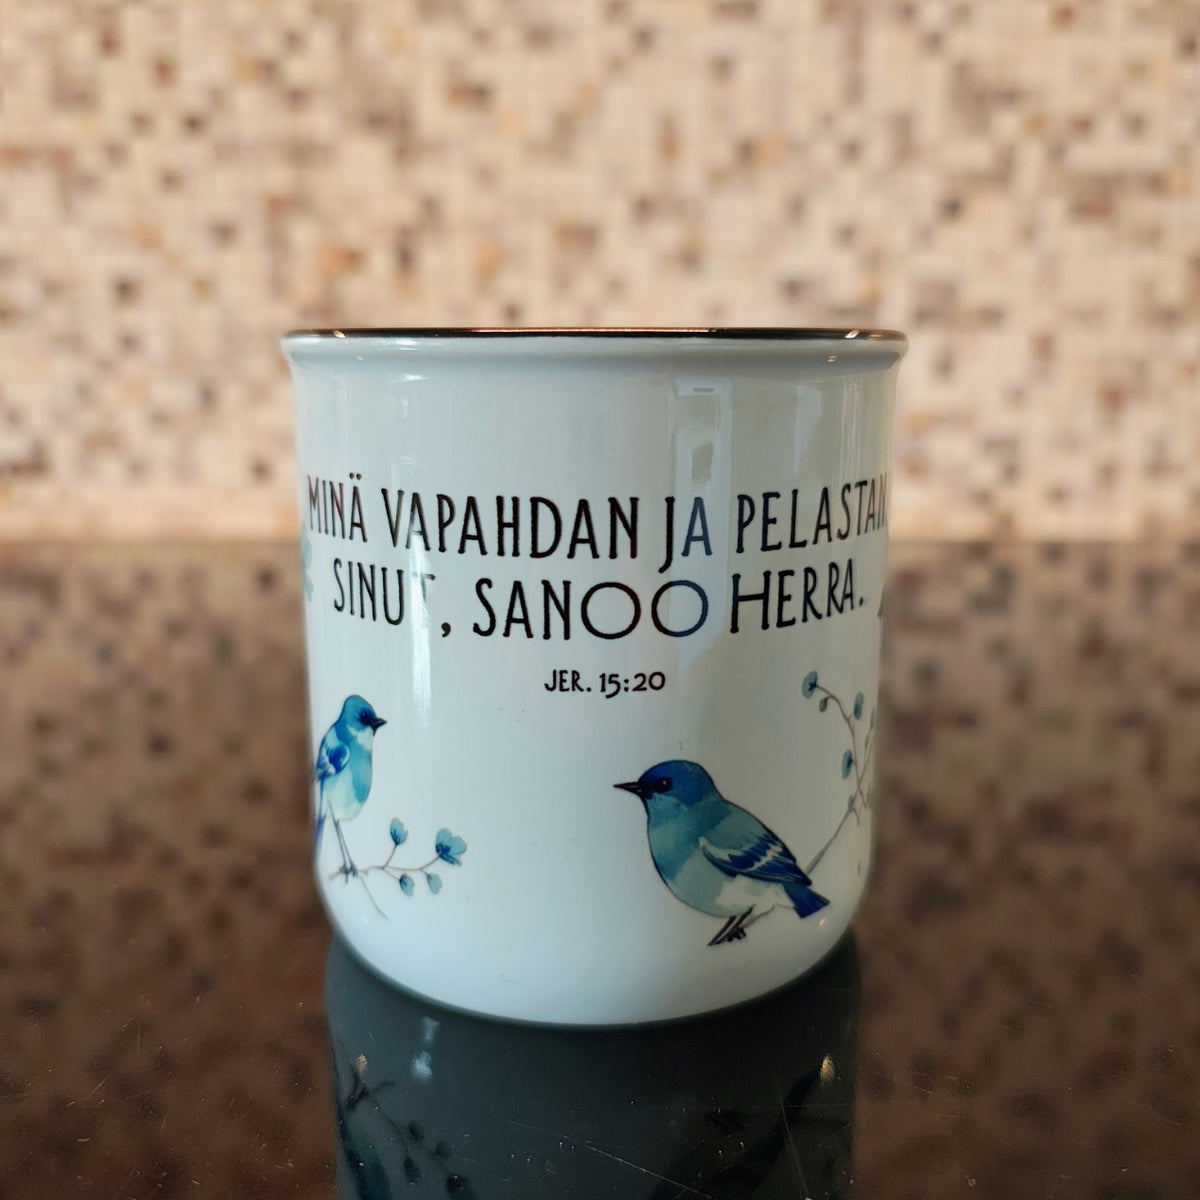 MINÄ VAPAHDAN JA PELASTAN
SINUT, SANOO HERRA.
JER. 15:20